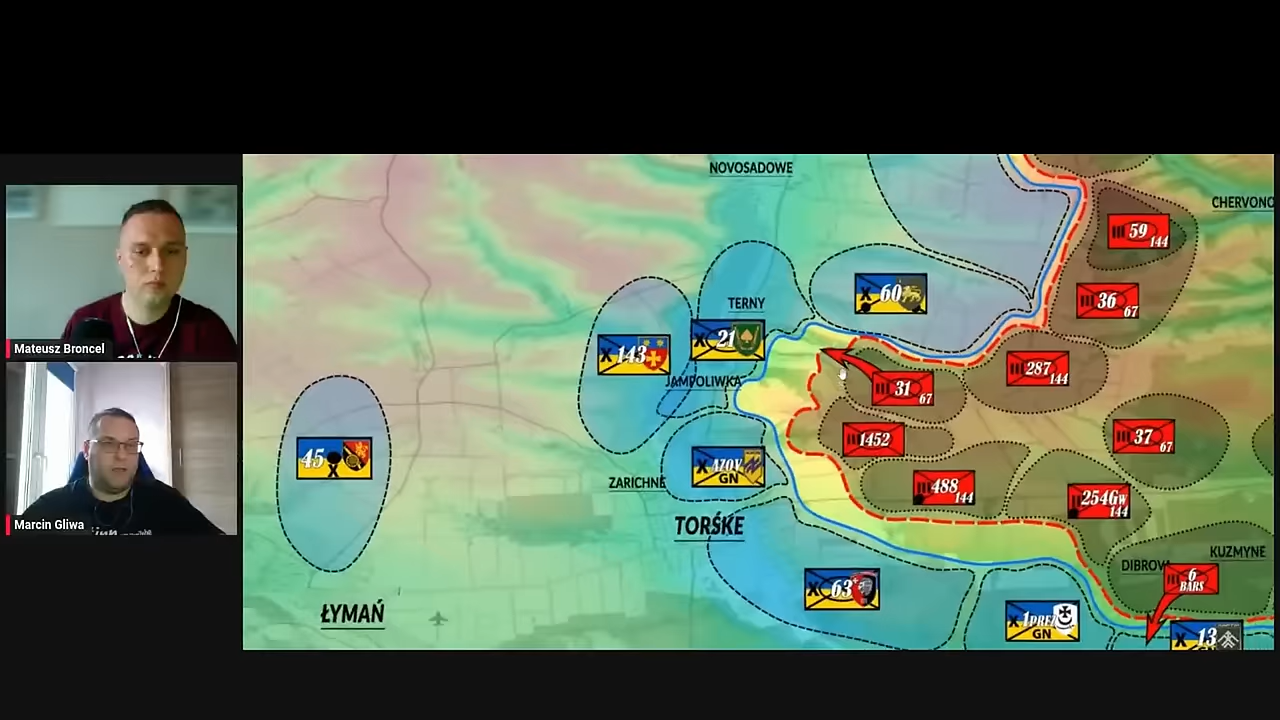 Mateusz Broncel
Marcin Gliwa
NOVOSADOWE
CHERVONO
59
144
36
67
60
TERNY
21
143
JAMPOLIWKA
287
144
31
67
1452
37
67
45
AZOV
GN
ZARICHNE
488
144
254Gw
144
TORŚKE
KUZMYNE
DIBROV
6
BARS
63
1PREZ
GN
13
ŁYMAŃ